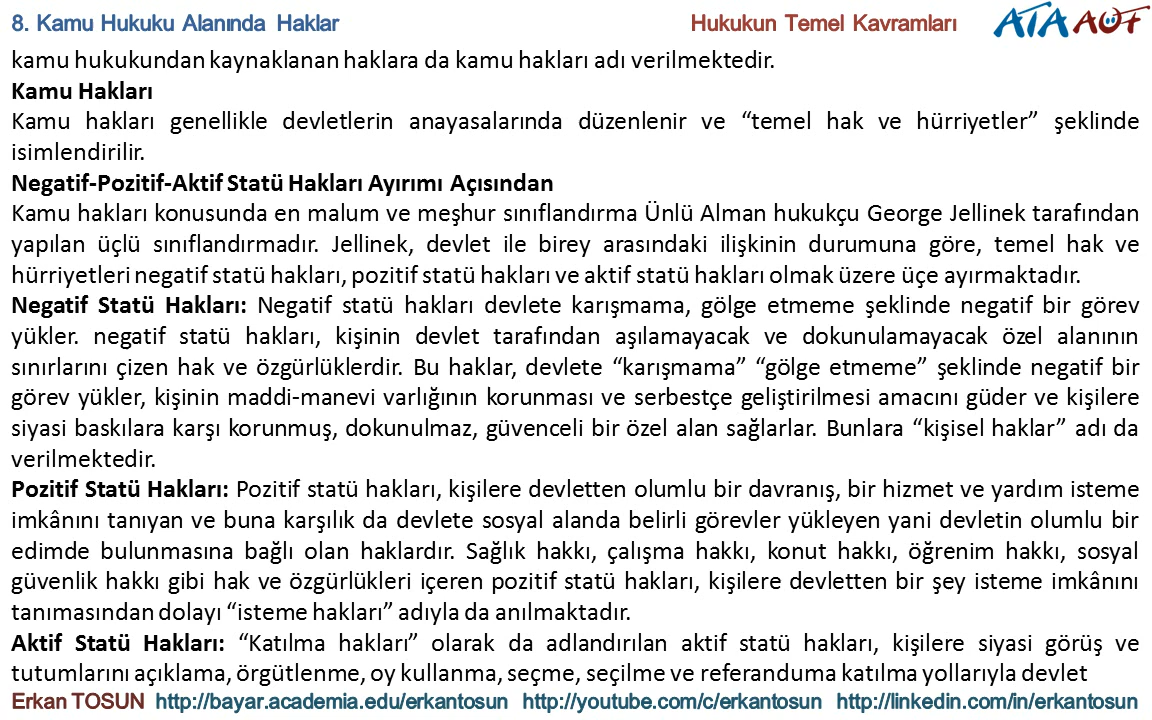 8. Kamu Hukuku Alanında Haklar Hukukun Temel Kavramları ATA AÖF
kamu hukukundan kaynaklanan haklara da kamu hakları adı verilmektedir.
Kamu Hakları
Kamu hakları genellikle devletlerin anayasalarında düzenlenir ve “temel hak ve hürriyetler” şeklinde
isimlendirilir.
Negatif-Pozitif-Aktif Statü Hakları Ayırımı Açısından
Kamu hakları konusunda en malum ve meşhur sınıflandırma Ünlü Alman hukukçu George Jellinek tarafından
yapılan üçlü sınıflandırmadır. Jellinek, devlet ile birey arasındaki ilişkinin durumuna göre, temel hak ve
hürriyetleri negatif statü hakları, pozitif statü hakları ve aktif statü hakları olmak üzere üçe ayırmaktadır.
Negatif Statü Hakları: Negatif statü hakları devlete karışmama, gölge etmeme şeklinde negatif bir görev
yükler. negatif statü hakları, kişinin devlet tarafından aşılamayacak ve dokunulamayacak özel alanının
sınırlarını çizen hak ve özgürlüklerdir. Bu haklar, devlete “karışmama” “gölge etmeme” şeklinde negatif bir
görev yükler, kişinin maddi-manevi varlığının korunması ve serbestçe geliştirilmesi amacını güder ve kişilere
siyasi baskılara karşı korunmuş, dokunulmaz, güvenceli bir özel alan sağlarlar. Bunlara “kişisel haklar” adı da
verilmektedir.
Pozitif Statü Hakları: Pozitif statü hakları, kişilere devletten olumlu bir davranış, bir hizmet ve yardım isteme
imkânını tanıyan ve buna karşılık da devlete sosyal alanda belirli görevler yükleyen yani devletin olumlu bir
edimde bulunmasına bağlı olan haklardır. Sağlık hakkı, çalışma hakkı, konut hakkı, öğrenim hakkı, sosyal
güvenlik hakkı gibi hak ve özgürlükleri içeren pozitif statü hakları, kişilere devletten bir şey isteme imkânını
tanımasından dolayı “isteme hakları” adıyla da anılmaktadır.
Aktif Statü Hakları: “Katılma hakları” olarak da adlandırılan aktif statü hakları, kişilere siyasi görüş ve
tutumlarını açıklama, örgütlenme, oy kullanma, seçme, seçilme ve referanduma katılma yollarıyla devlet
Erkan TOSUN http://bayar.academia.edu/erkantosun http://youtube.com/c/erkantosun http://linkedin.com/in/erkantosun